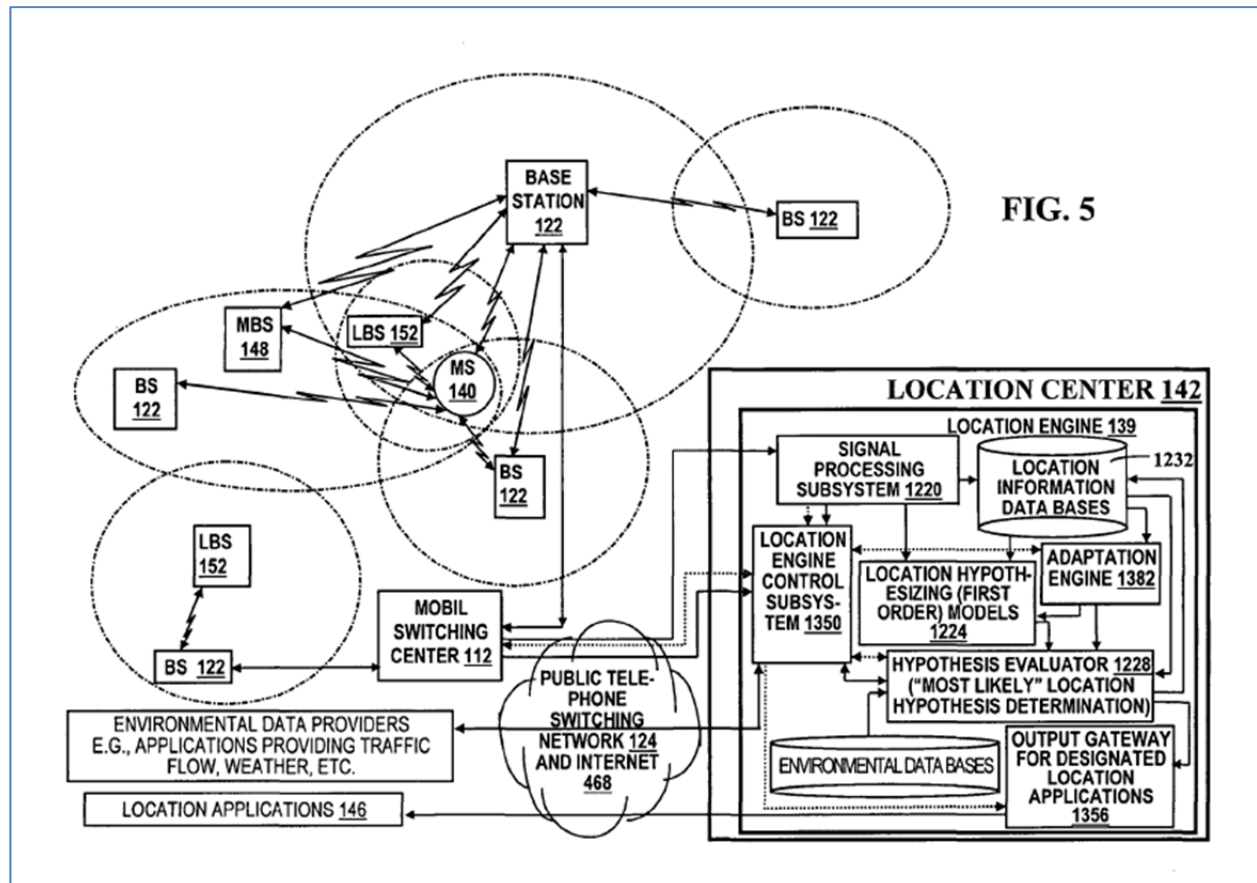 BASE
STATION
122
BS 122
FIG. 5
MBS
148
LBS 152
MS
140
BS
122
BS
122
LBS
152
BS 122
MOBIL
SWITCHING
CENTER 112
PUBLIC TELE-
PHONE
SWITCHING
NETWORK 124
AND INTERNET
468
ENVIRONMENTAL DATA PROVIDERS
E.G., APPLICATIONS PROVIDING TRAFFIC
FLOW, WEATHER, ETC.
LOCATION APPLICATIONS 146
LOCATION CENTER 142
LOCATION ENGINE 139
SIGNAL
PROCESSING
SUBSYSTEM 1220
LOCATION
INFORMATION
DATA BASES
1232
LOCATION
ENGINE
CONTROL
SUBSYS-
TEM 1350
LOCATION HYPOTH-
ESIZING (FIRST
ORDER) MODELS
1224
ADAPTATION
ENGINE 1382
HYPOTHESIS EVALUATOR 1228
("MOST LIKELY" LOCATION
HYPOTHESIS DETERMINATION)
ENVIRONMENTAL DATA BASES
OUTPUT GATEWAY
FOR DESIGNATED
LOCATION
APPLICATIONS
1356